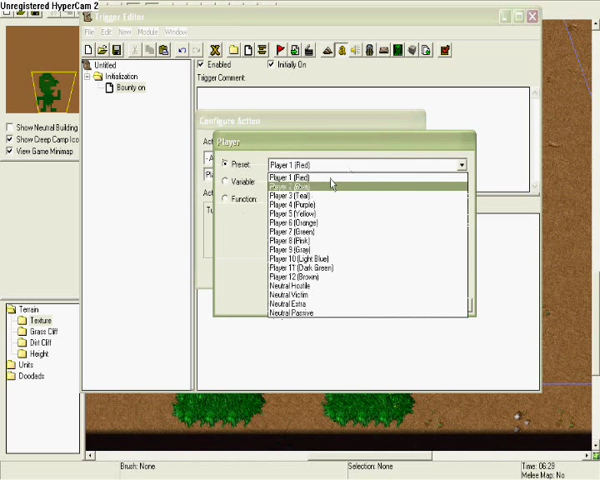 Unregistered HyperCam 2
Trigger Editor
File Edit New Module Window
Untitled
Initialization
Bounty on
Enabled
Initially On
Trigger Comment:
Configure Action
Player
Preset:
Player 1 (Red)
Variable:
Function:
Player 1 (Red)
Player 3 (Teal)
Player 4 (Purple)
Player 5 (Yellow)
Player 6 (Orange)
Player 7 (Green)
Player 8 (Pink)
Player 9 (Gray)
Player 10 (Light Blue)
Player 11 (Dark Green)
Player 12 (Brown)
Neutral Hostile
Neutral Victim
Neutral Extra
Neutral Passive
Show Neutral Building
Show Creep Camp Ico
View Game Minimap
Terrain
Texture
Grass Cliff
Dirt Cliff
Height
Units
Doodads
Brush: None
Selection: None
Time: 06:29
Melee Map: No